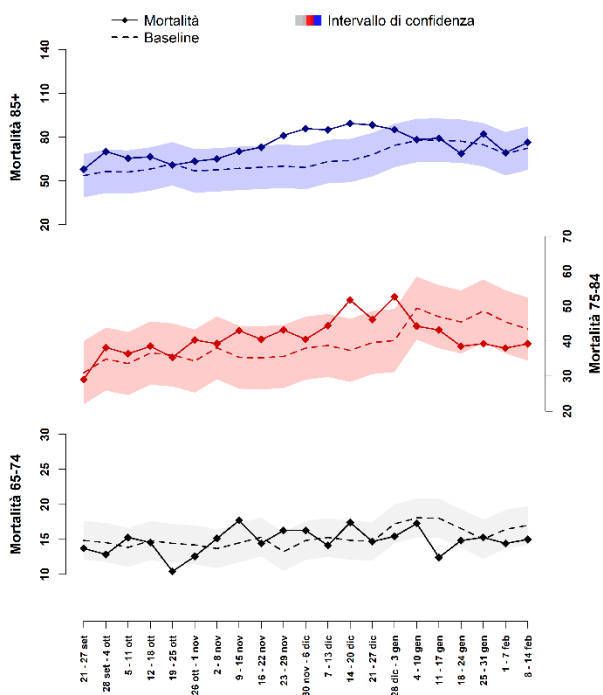 Mortalità
Intervallo di confidenza
Baseline
Mortalità 85+
140
110
80
50
20
Mortalità 75-84
70
60
50
40
30
20
Mortalità 65-74
30
25
20
15
10
21 - 27 set
28 set - 4 ott
5 - 11 ott
12 - 18 ott
19 - 25 ott
26 ott - 1 nov
2 - 8 nov
9 - 15 nov
16 - 22 nov
23 - 29 nov
30 nov - 6 dic
7 - 13 dic
14 - 20 dic
21 - 27 dic
28 dic - 3 gen
4 - 10 gen
11 - 17 gen
18 - 24 gen
25 - 31 gen
1 - 7 feb
8 - 14 feb